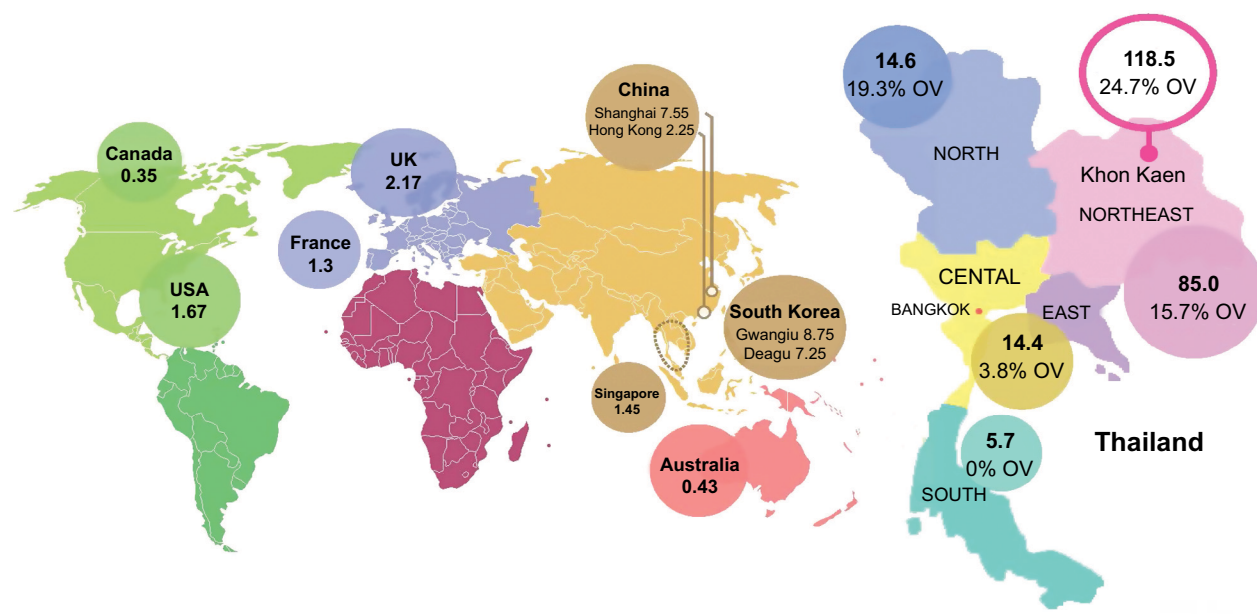 Canada
0.35
USA
1.67
UK
2.17
France
1.3
China
Shanghai 7.55
Hong Kong 2.25
South Korea
Gwangiu 8.75
Deagu 7.25
Singapore
1.45
Australia
0.43
14.6
19.3% OV
118.5
24.7% OV
NORTH
Khon Kaen
NORTHEAST
85.0
15.7% OV
CENTAL
BANGKOK
EAST
14.4
3.8% OV
5.7
0% OV
SOUTH
Thailand